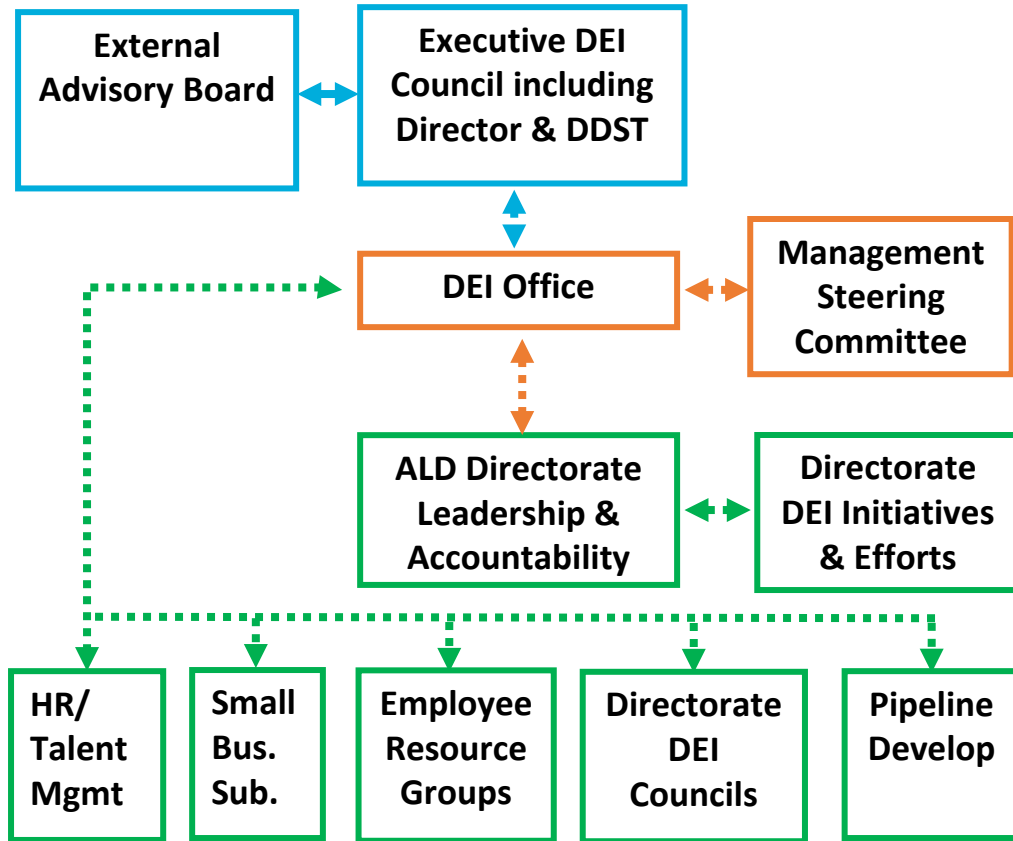 External
Advisory Board
Executive DEI
Council including
Director & DDST
DEI Office
Management
Steering
Committee
ALD Directorate
Leadership &
Accountability
Directorate
DEI Initiatives
& Efforts
HR/
Talent
Mgmt
Small
Bus.
Sub.
Employee
Resource
Groups
Directorate
DEI
Councils
Pipeline
Develop